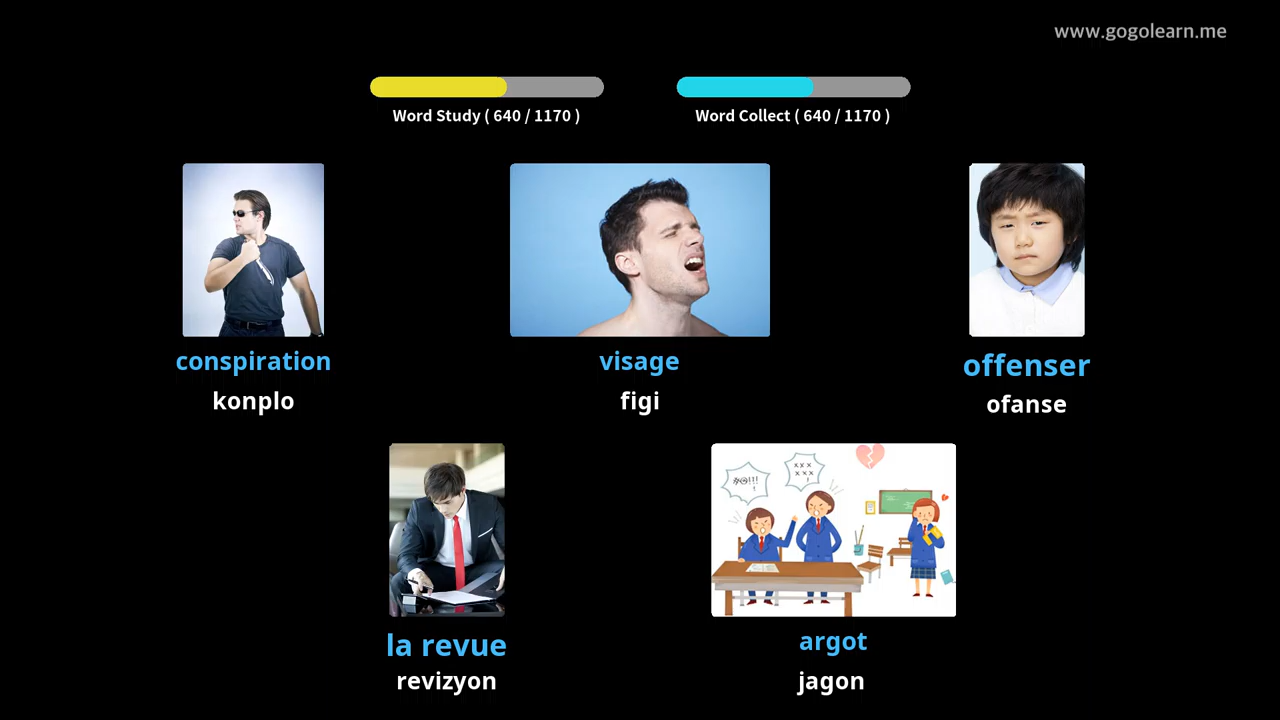 www.gogolearn.me
Word Study ( 640 / 1170 )
Word Collect ( 640 / 1170 )
conspiration
konplo
visage
figi
offenser
ofanse
la revue
revizyon
argot
jagon